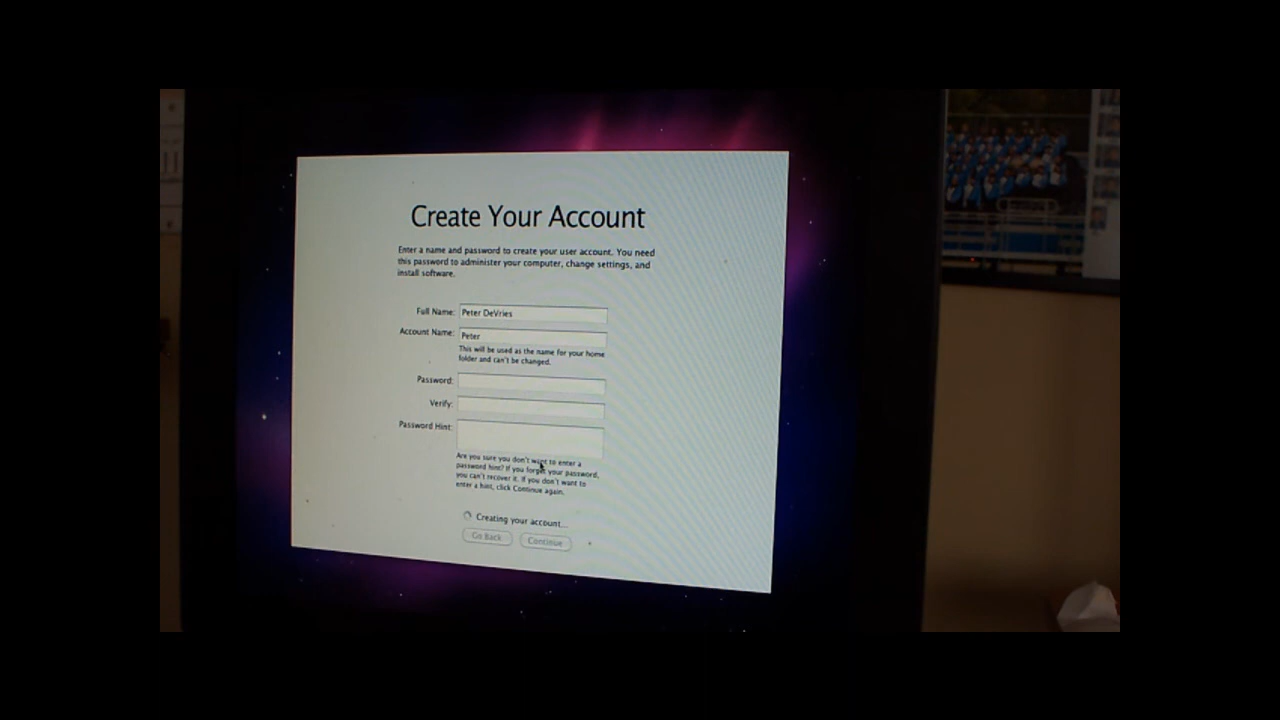 Create Your Account
Enter a name and password to create your user account. You need
this password to administer your computer, change settings, and
install software.
Full Name: Peter DeVries
Account Name: Peter
This will be used as the name for your home
folder and can't be changed.
Password:
Verify:
Password Hint:
Are you sure you don't want to enter a
password hint? If you forget your password,
you can't recover it. If you don't want to
enter a hint, click Continue again.
Creating your account...
Go Back Continue